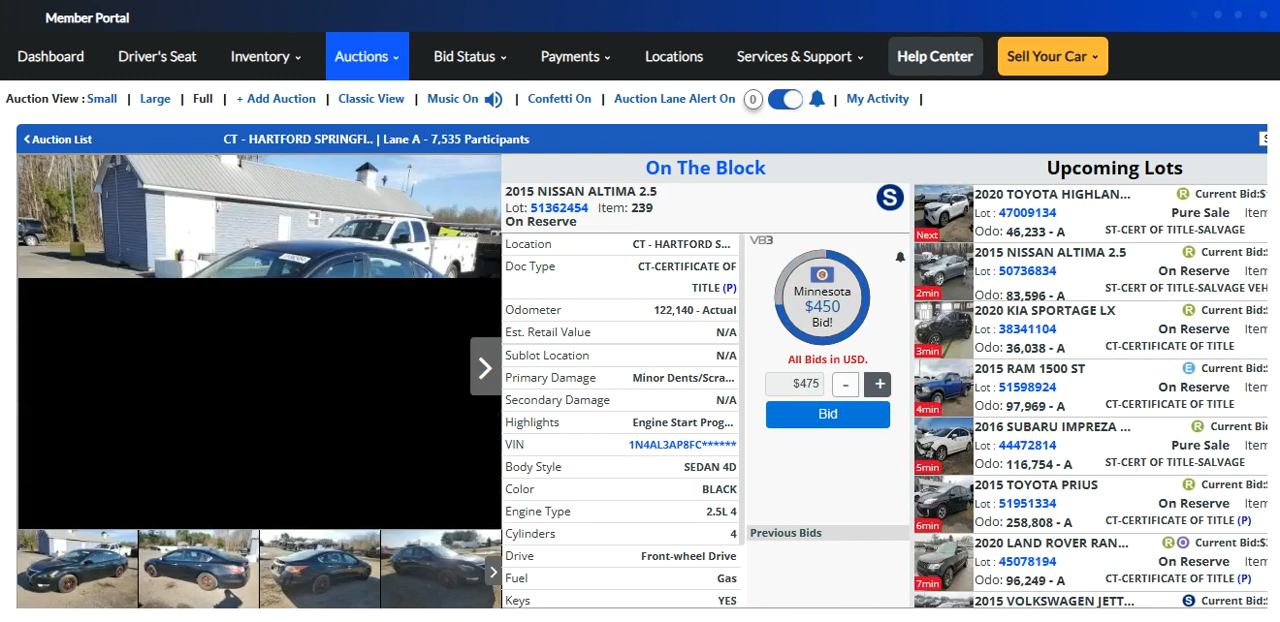 Member Portal
Dashboard Driver's Seat Inventory Auctions Bid Status Payments Locations Services & Support Help Center Sell Your Car
Auction View : Small | Large | Full | + Add Auction | Classic View | Music On | Confetti On | Auction Lane Alert On 0 | My Activity |
Auction List CT - HARTFORD SPRINGFI.. | Lane A - 7,535 Participants
On The Block
2015 NISSAN ALTIMA 2.5
Lot: 51362454 Item: 239
On Reserve
S
Location CT - HARTFORD S...
Doc Type CT-CERTIFICATE OF
TITLE (P)
Odometer 122,140 - Actual
Est. Retail Value N/A
Sublot Location N/A
Primary Damage Minor Dents/Scra...
Secondary Damage N/A
Highlights Engine Start Prog...
VIN 1N4AL3AP8FC******
Body Style SEDAN 4D
Color BLACK
Engine Type 2.5L 4
Cylinders 4
Drive Front-wheel Drive
Fuel Gas
Keys YES
VB3
Minnesota
$450
Bid!
All Bids in USD.
$475 - +
Bid
Previous Bids
Upcoming Lots
2020 TOYOTA HIGHLAN... R Current Bid:
Lot : 47009134 Pure Sale Item
Next Odo: 46,233 - A ST-CERT OF TITLE-SALVAGE
2015 NISSAN ALTIMA 2.5 R Current Bid:
Lot : 50736834 On Reserve Item
2min Odo: 83,596 - A ST-CERT OF TITLE-SALVAGE VEH
2020 KIA SPORTAGE LX R Current Bid:
Lot : 38341104 On Reserve Item
3min Odo: 36,038 - A CT-CERTIFICATE OF TITLE
2015 RAM 1500 ST E Current Bid:
Lot : 51598924 On Reserve Item
4min Odo: 97,969 - A CT-CERTIFICATE OF TITLE
2016 SUBARU IMPREZA ... R Current Bi
Lot : 44472814 Pure Sale Item
5min Odo: 116,754 - A ST-CERT OF TITLE-SALVAGE
2015 TOYOTA PRIUS R Current Bid:
Lot : 51951334 On Reserve Item
6min Odo: 258,808 - A CT-CERTIFICATE OF TITLE (P)
2020 LAND ROVER RAN... R O Current Bid:
Lot : 45078194 On Reserve Item
7min Odo: 96,249 - A CT-CERTIFICATE OF TITLE (P)
2015 VOLKSWAGEN JETT... S Current Bid: